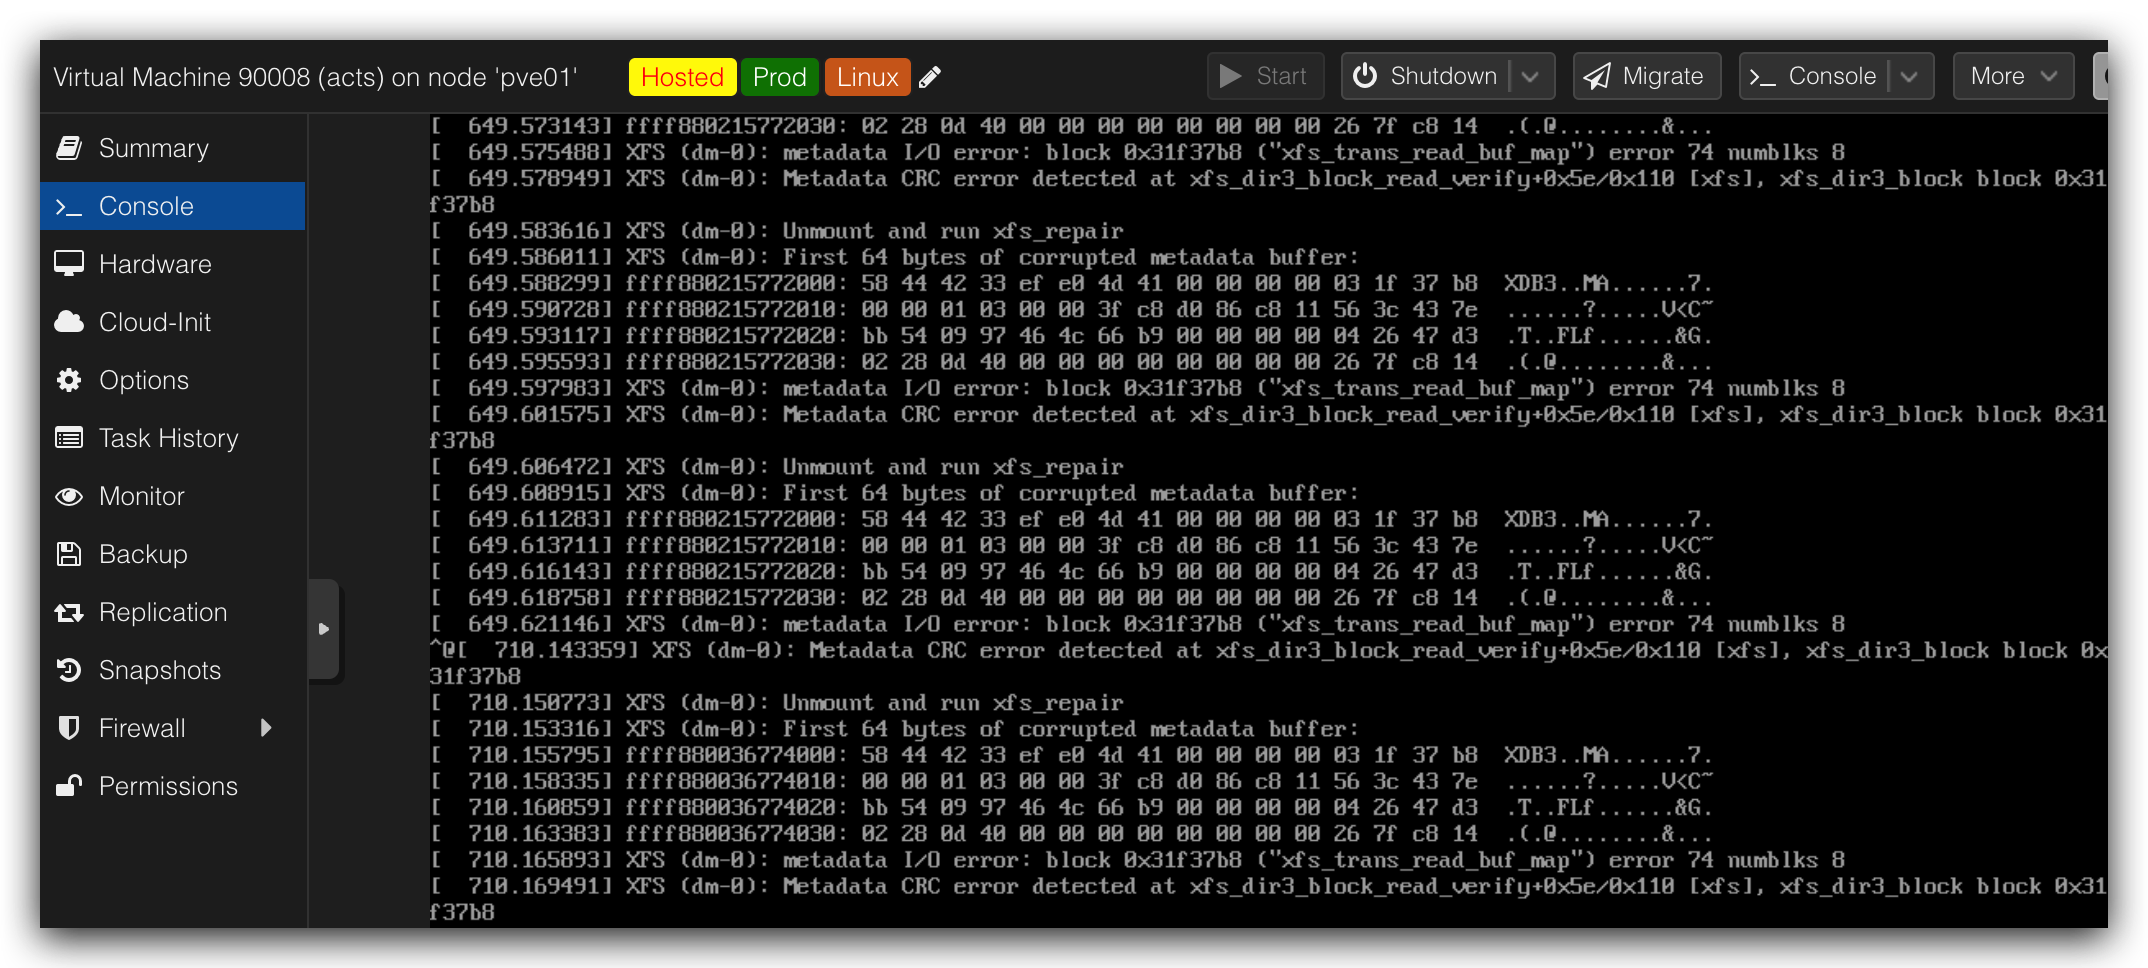 Virtual Machine 90008 (acts) on node 'pve01' Hosted Prod Linux Start Shutdown Migrate Console More
Summary
Console
Hardware
Cloud-Init
Options
Task History
Monitor
Backup
Replication
Snapshots
Firewall
Permissions
[  649.573143] ffff880215772030: 02 28 0d 40 00 00 00 00 00 00 00 00 26 7f c8 14  .(.@........&...
[  649.575488] XFS (dm-0): metadata I/O error: block 0x31f37b8 ("xfs_trans_read_buf_map") error 74 numblks 8
[  649.578949] XFS (dm-0): Metadata CRC error detected at xfs_dir3_block_read_verify+0x5e/0x110 [xfs], xfs_dir3_block block 0x31
f37b8
[  649.583616] XFS (dm-0): Unmount and run xfs_repair
[  649.586011] XFS (dm-0): First 64 bytes of corrupted metadata buffer:
[  649.588299] ffff880215772000: 58 44 42 33 ef e0 4d 41 00 00 00 00 03 1f 37 b8  XDB3..MA......7.
[  649.590728] ffff880215772010: 00 00 01 03 00 00 3f c8 d0 86 c8 11 56 3c 43 7e  ......?.....V<C~
[  649.593117] ffff880215772020: bb 54 09 97 46 4c 66 b9 00 00 00 00 04 26 47 d3  .T..FLf......&G.
[  649.595593] ffff880215772030: 02 28 0d 40 00 00 00 00 00 00 00 00 26 7f c8 14  .(.@........&...
[  649.597983] XFS (dm-0): metadata I/O error: block 0x31f37b8 ("xfs_trans_read_buf_map") error 74 numblks 8
[  649.601575] XFS (dm-0): Metadata CRC error detected at xfs_dir3_block_read_verify+0x5e/0x110 [xfs], xfs_dir3_block block 0x31
f37b8
[  649.606472] XFS (dm-0): Unmount and run xfs_repair
[  649.608915] XFS (dm-0): First 64 bytes of corrupted metadata buffer:
[  649.611283] ffff880215772000: 58 44 42 33 ef e0 4d 41 00 00 00 00 03 1f 37 b8  XDB3..MA......7.
[  649.613711] ffff880215772010: 00 00 01 03 00 00 3f c8 d0 86 c8 11 56 3c 43 7e  ......?.....V<C~
[  649.616143] ffff880215772020: bb 54 09 97 46 4c 66 b9 00 00 00 00 04 26 47 d3  .T..FLf......&G.
[  649.618758] ffff880215772030: 02 28 0d 40 00 00 00 00 00 00 00 00 26 7f c8 14  .(.@........&...
[  649.621146] XFS (dm-0): metadata I/O error: block 0x31f37b8 ("xfs_trans_read_buf_map") error 74 numblks 8
^@[  710.143359] XFS (dm-0): Metadata CRC error detected at xfs_dir3_block_read_verify+0x5e/0x110 [xfs], xfs_dir3_block block 0x
31f37b8
[  710.150773] XFS (dm-0): Unmount and run xfs_repair
[  710.153316] XFS (dm-0): First 64 bytes of corrupted metadata buffer:
[  710.155795] ffff880036774000: 58 44 42 33 ef e0 4d 41 00 00 00 00 03 1f 37 b8  XDB3..MA......7.
[  710.158335] ffff880036774010: 00 00 01 03 00 00 3f c8 d0 86 c8 11 56 3c 43 7e  ......?.....V<C~
[  710.160859] ffff880036774020: bb 54 09 97 46 4c 66 b9 00 00 00 00 04 26 47 d3  .T..FLf......&G.
[  710.163383] ffff880036774030: 02 28 0d 40 00 00 00 00 00 00 00 00 26 7f c8 14  .(.@........&...
[  710.165893] XFS (dm-0): metadata I/O error: block 0x31f37b8 ("xfs_trans_read_buf_map") error 74 numblks 8
[  710.169491] XFS (dm-0): Metadata CRC error detected at xfs_dir3_block_read_verify+0x5e/0x110 [xfs], xfs_dir3_block block 0x31
f37b8